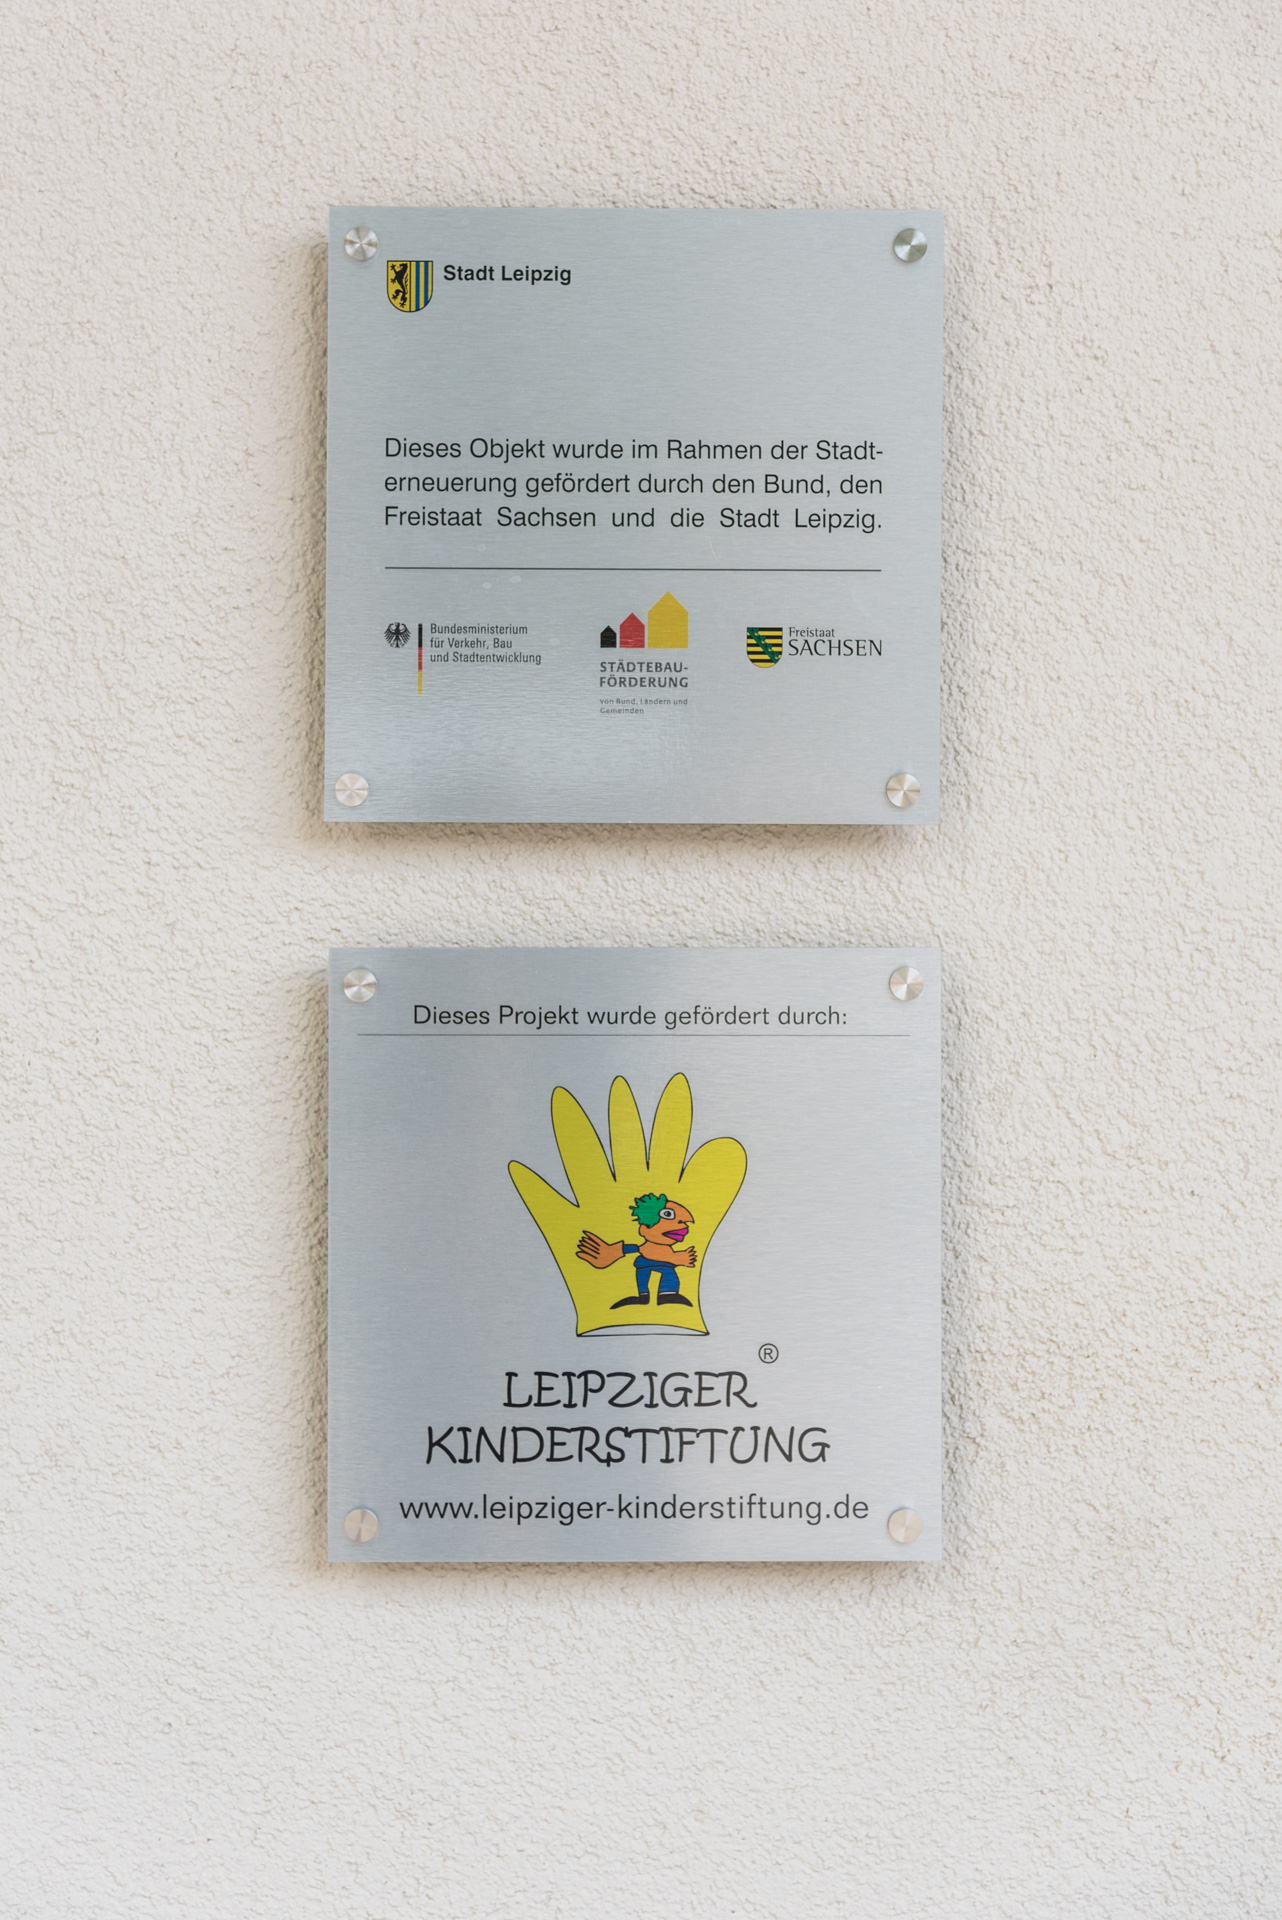 Stadt Leipzig
Dieses Objekt wurde im Rahmen der Stadt-
erneuerung gefördert durch den Bund, den
Freistaat Sachsen und die Stadt Leipzig.
Bundesministerium
für Verkehr, Bau
und Stadtentwicklung
STÄDTEBAU-
FÖRDERUNG
von Bund, Ländern und
Gemeinden
Freistaat
SACHSEN
Dieses Projekt wurde gefördert durch:
®
LEIPZIGER
KINDERSTIFTUNG
www.leipziger-kinderstiftung.de